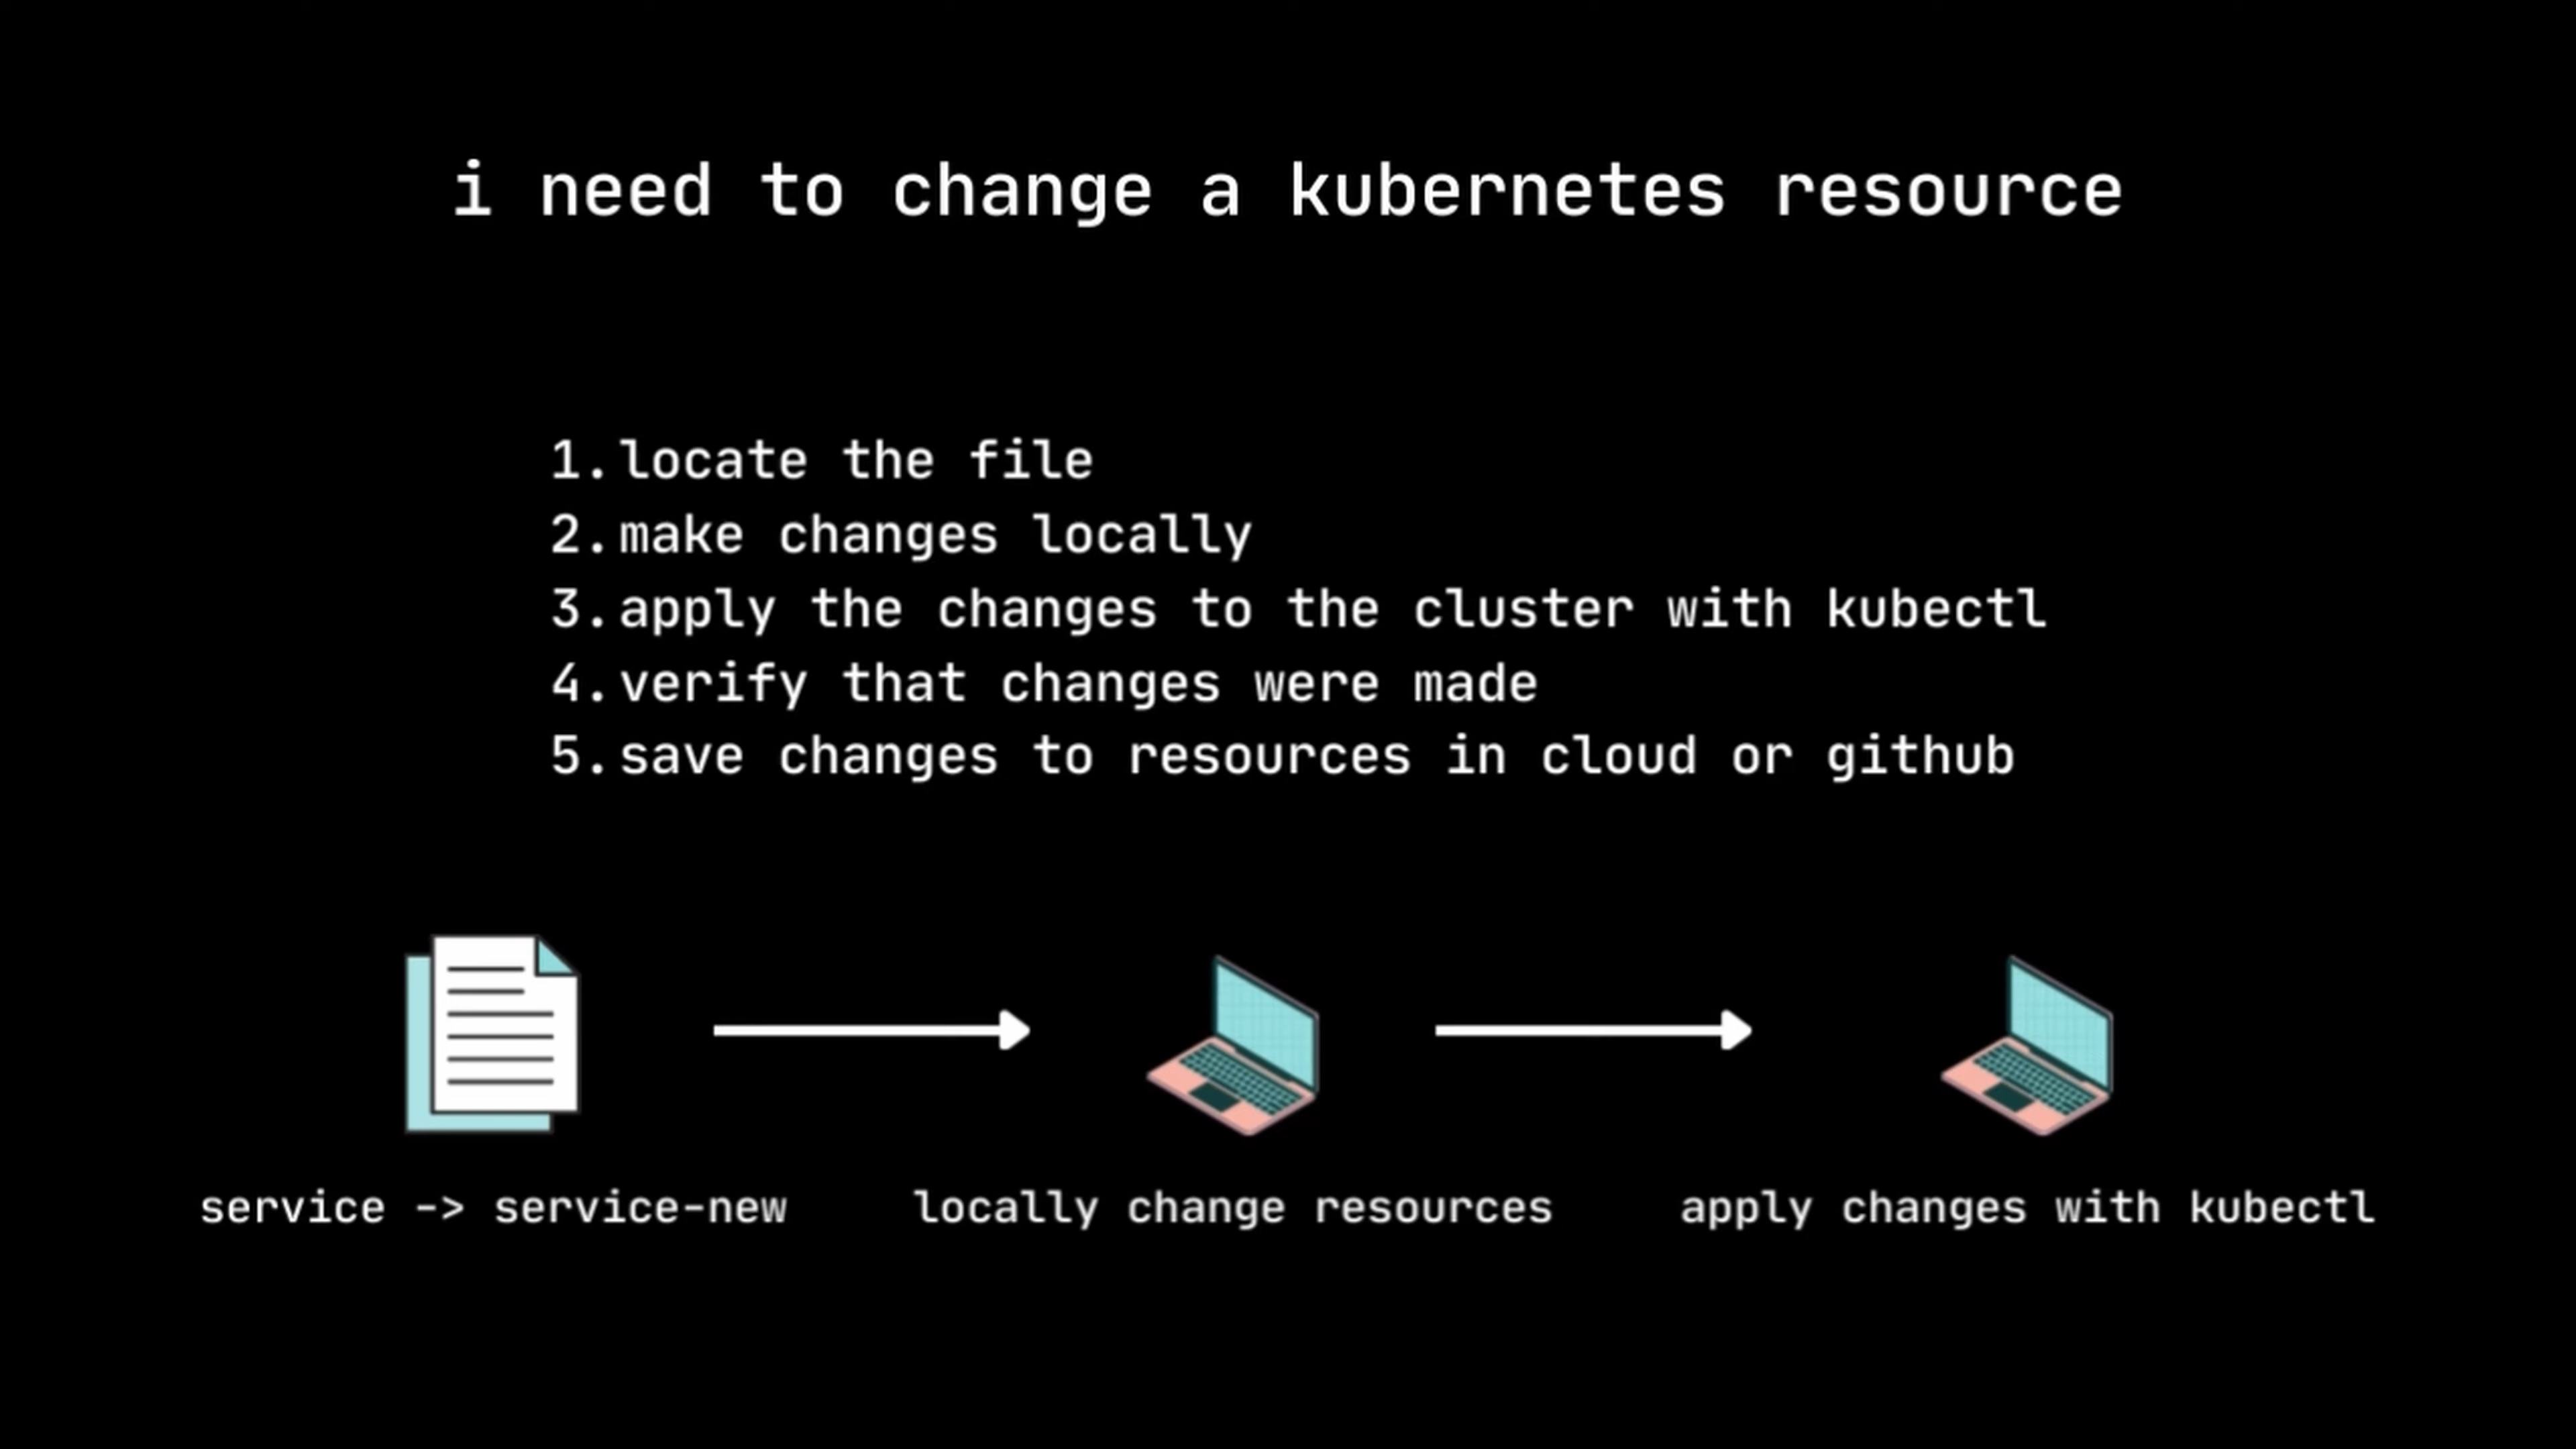 i need to change a kubernetes resource
1.locate the file
2.make changes locally
3.apply the changes to the cluster with kubectl
4.verify that changes were made
5.save changes to resources in cloud or github
service -> service-new
locally change resources
apply changes with kubectl